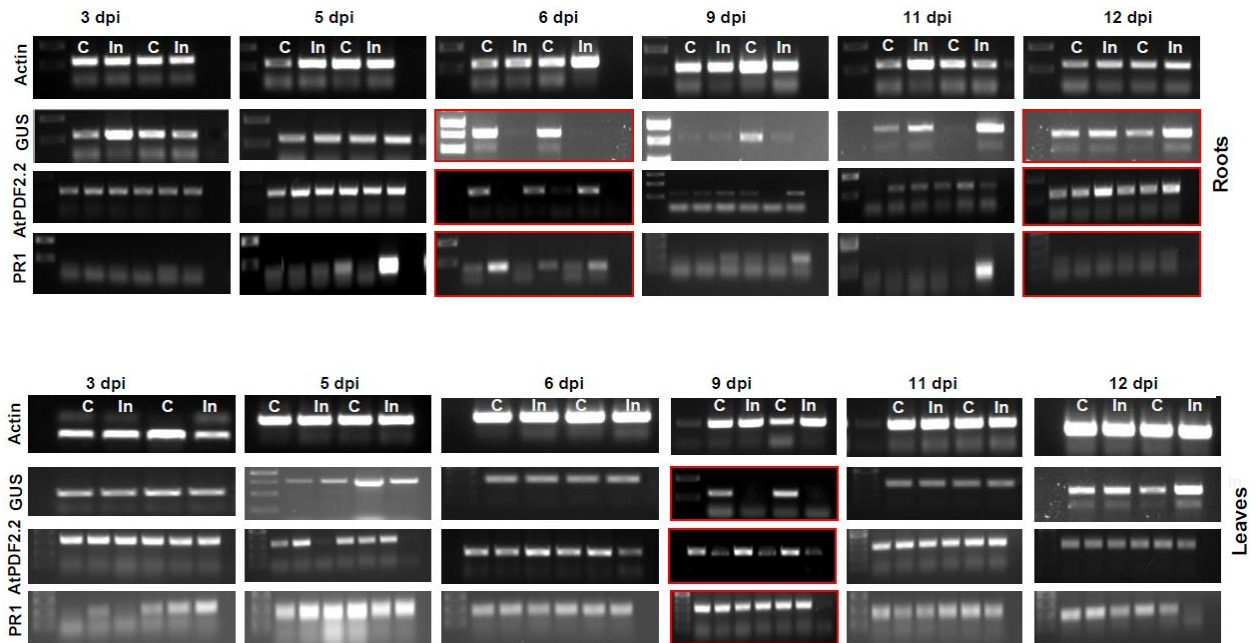 3 dpi 5 dpi 6 dpi 9 dpi 11 dpi 12 dpi
Actin C In C In C In C In C In C In C In C In C In C In C In C In
GUS
AtPDF2.2
PR1
Roots
3 dpi 5 dpi 6 dpi 9 dpi 11 dpi 12 dpi
Actin C In C In C In C In C In C In C In C In C In C In C In C In
GUS
AtPDF2.2
PR1
Leaves